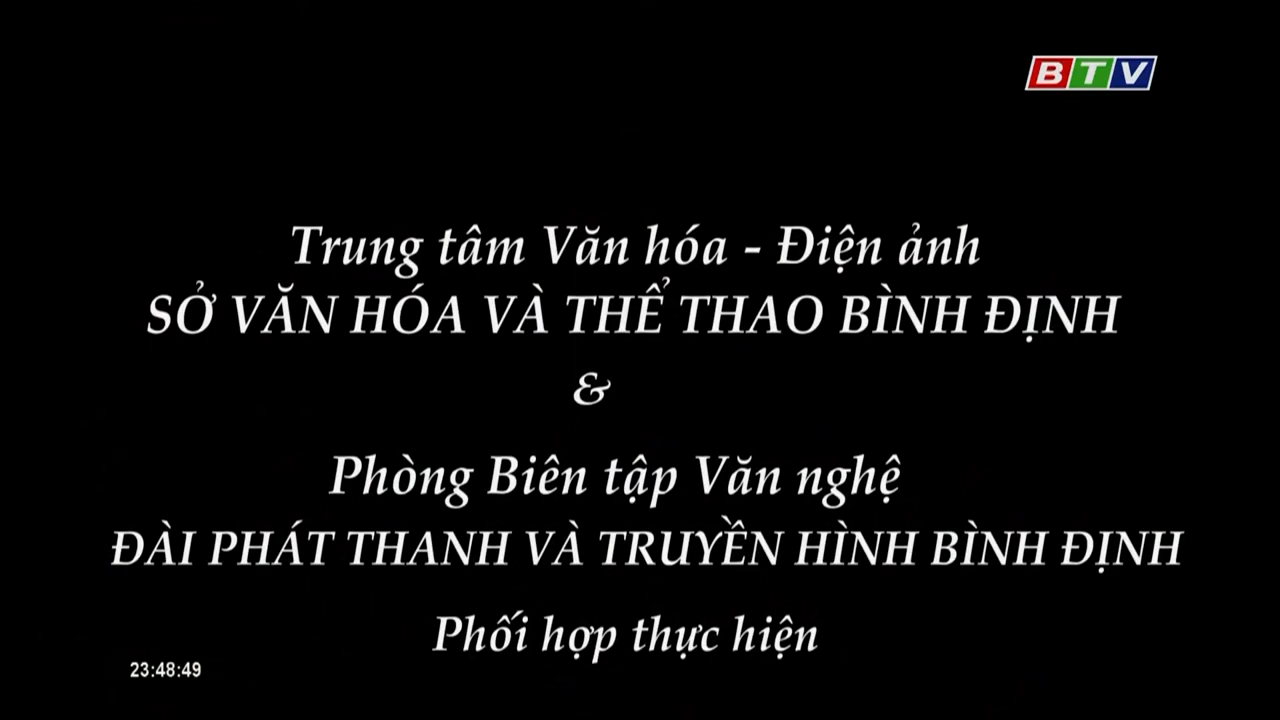 BTV
Trung tâm Văn hóa - Điện ảnh
SỞ VĂN HÓA VÀ THỂ THAO BÌNH ĐỊNH
&
Phòng Biên tập Văn nghệ
ĐÀI PHÁT THANH VÀ TRUYỀN HÌNH BÌNH ĐỊNH
Phối hợp thực hiện
23:48:49